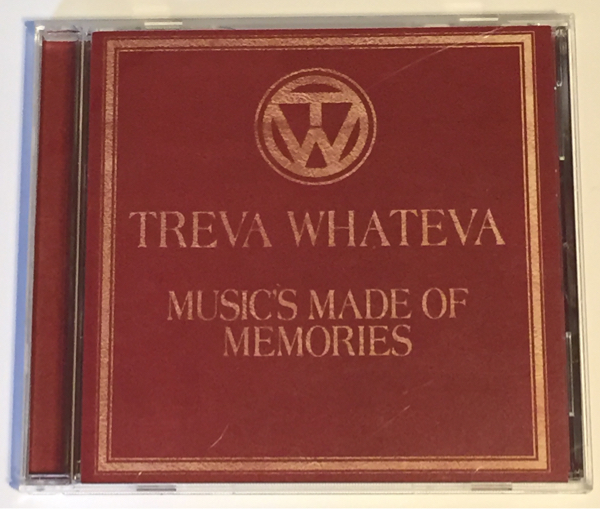 TW
TREVA WHATEVA
MUSIC'S MADE OF
MEMORIES